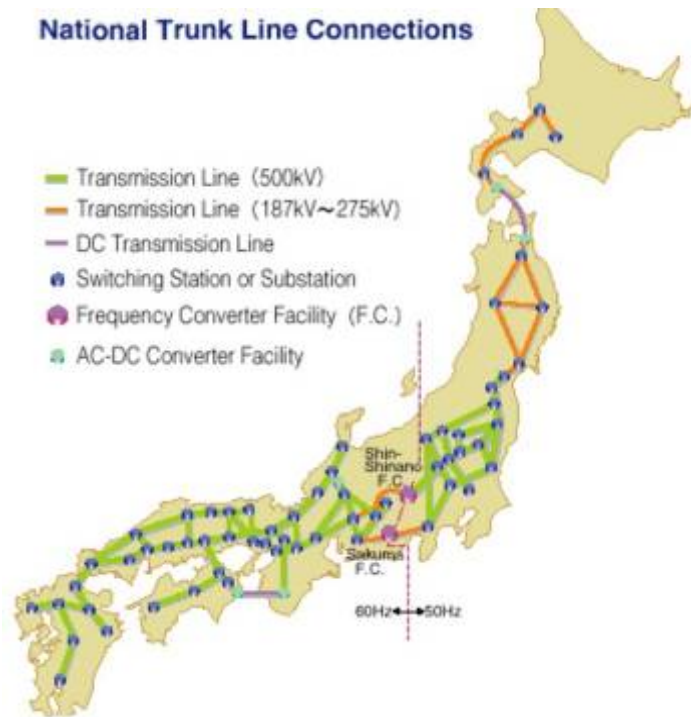 National Trunk Line Connections
Transmission Line (500kV)
Transmission Line (187kV～275kV)
DC Transmission Line
Switching Station or Substation
Frequency Converter Facility (F.C.)
AC-DC Converter Facility
Shin-
Shinano
F.C.
Sakuma
F.C.
60Hz
50Hz